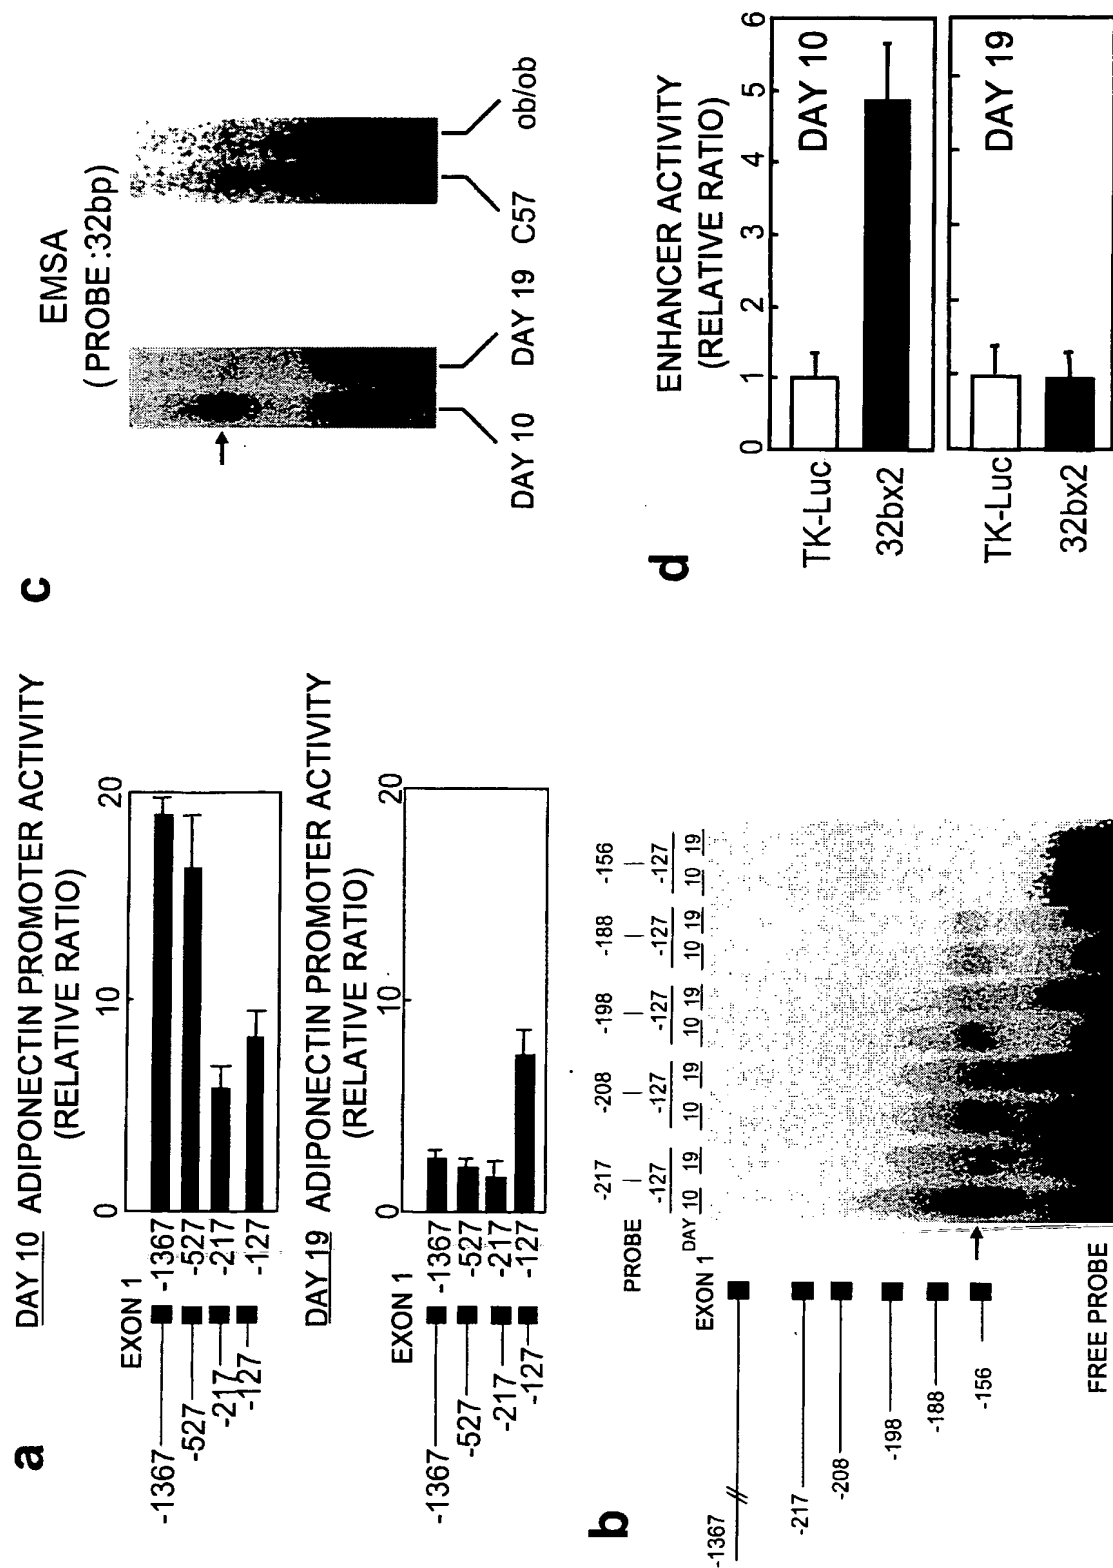 a
DAY 10 ADIPONECTIN PROMOTER ACTIVITY
(RELATIVE RATIO)
EXON 1
0
10
20
-1367
-1367
-527
-527
-217
-217
-127
-127
DAY 19 ADIPONECTIN PROMOTER ACTIVITY
(RELATIVE RATIO)
EXON 1
0
10
20
-1367
-1367
-527
-527
-217
-217
-127
-127
b
PROBE
-217
-208
-198
-188
-156
-127
-127
-127
-127
-127
DAY 10 19 10 19 10 19 10 19 10 19
EXON 1
-1367
-217
-208
-198
-188
-156
FREE PROBE
c
EMSA
(PROBE :32bp)
DAY 10 DAY 19 C57 ob/ob
d
ENHANCER ACTIVITY
(RELATIVE RATIO)
0 1 2 3 4 5 6
TK-Luc
DAY 10
32bx2
TK-Luc
DAY 19
32bx2